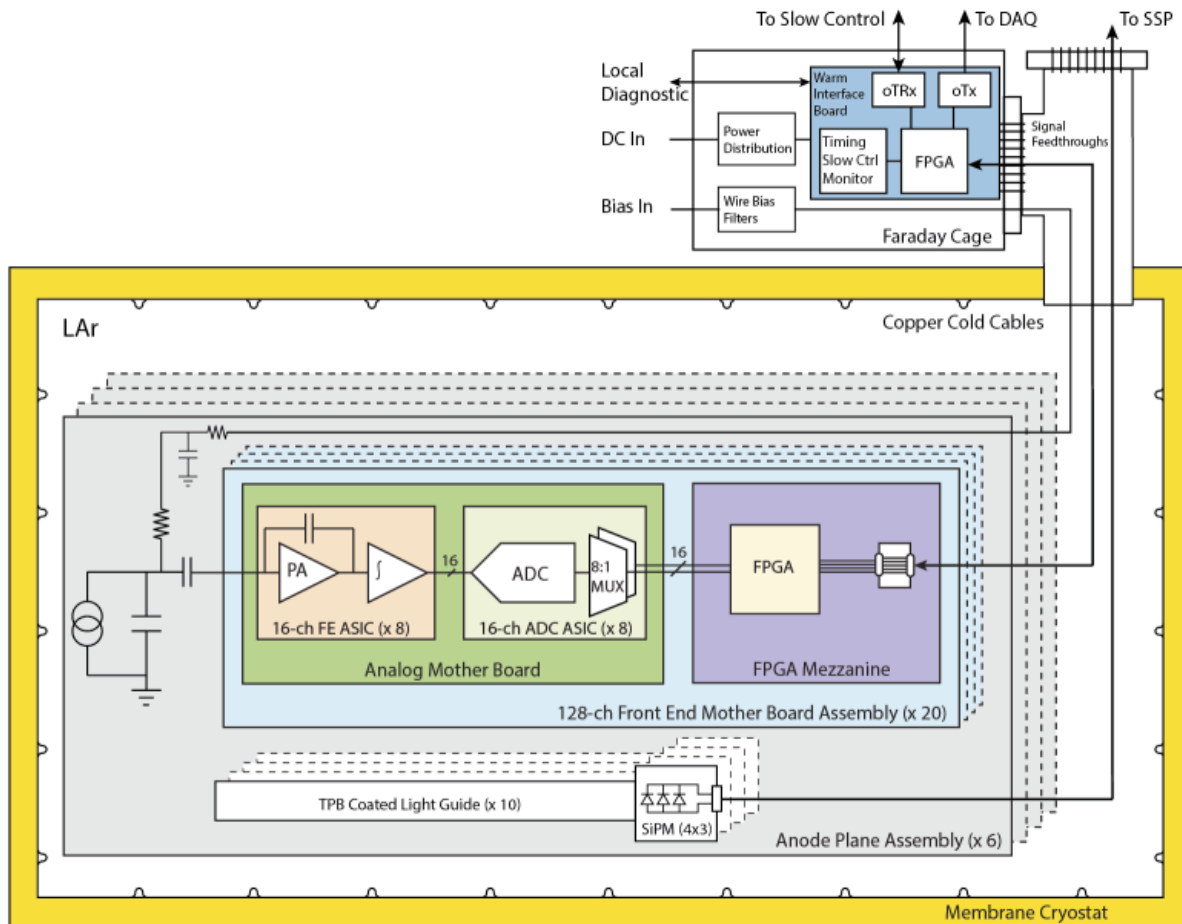 To Slow Control
To DAQ
To SSP
Local
Diagnostic
Warm
Interface
Board
oTRx
oTx
Signal
Feedthroughs
DC In
Power
Distribution
Timing
Slow Ctrl
Monitor
FPGA
Bias In
Wire Bias
Filters
Faraday Cage
LAr
Copper Cold Cables
PA
∫
16
ADC
8:1
MUX
16
FPGA
16-ch FE ASIC (x 8)
16-ch ADC ASIC (x 8)
Analog Mother Board
FPGA Mezzanine
128-ch Front End Mother Board Assembly (x 20)
TPB Coated Light Guide (x 10)
SiPM (4x3)
Anode Plane Assembly (x 6)
Membrane Cryostat